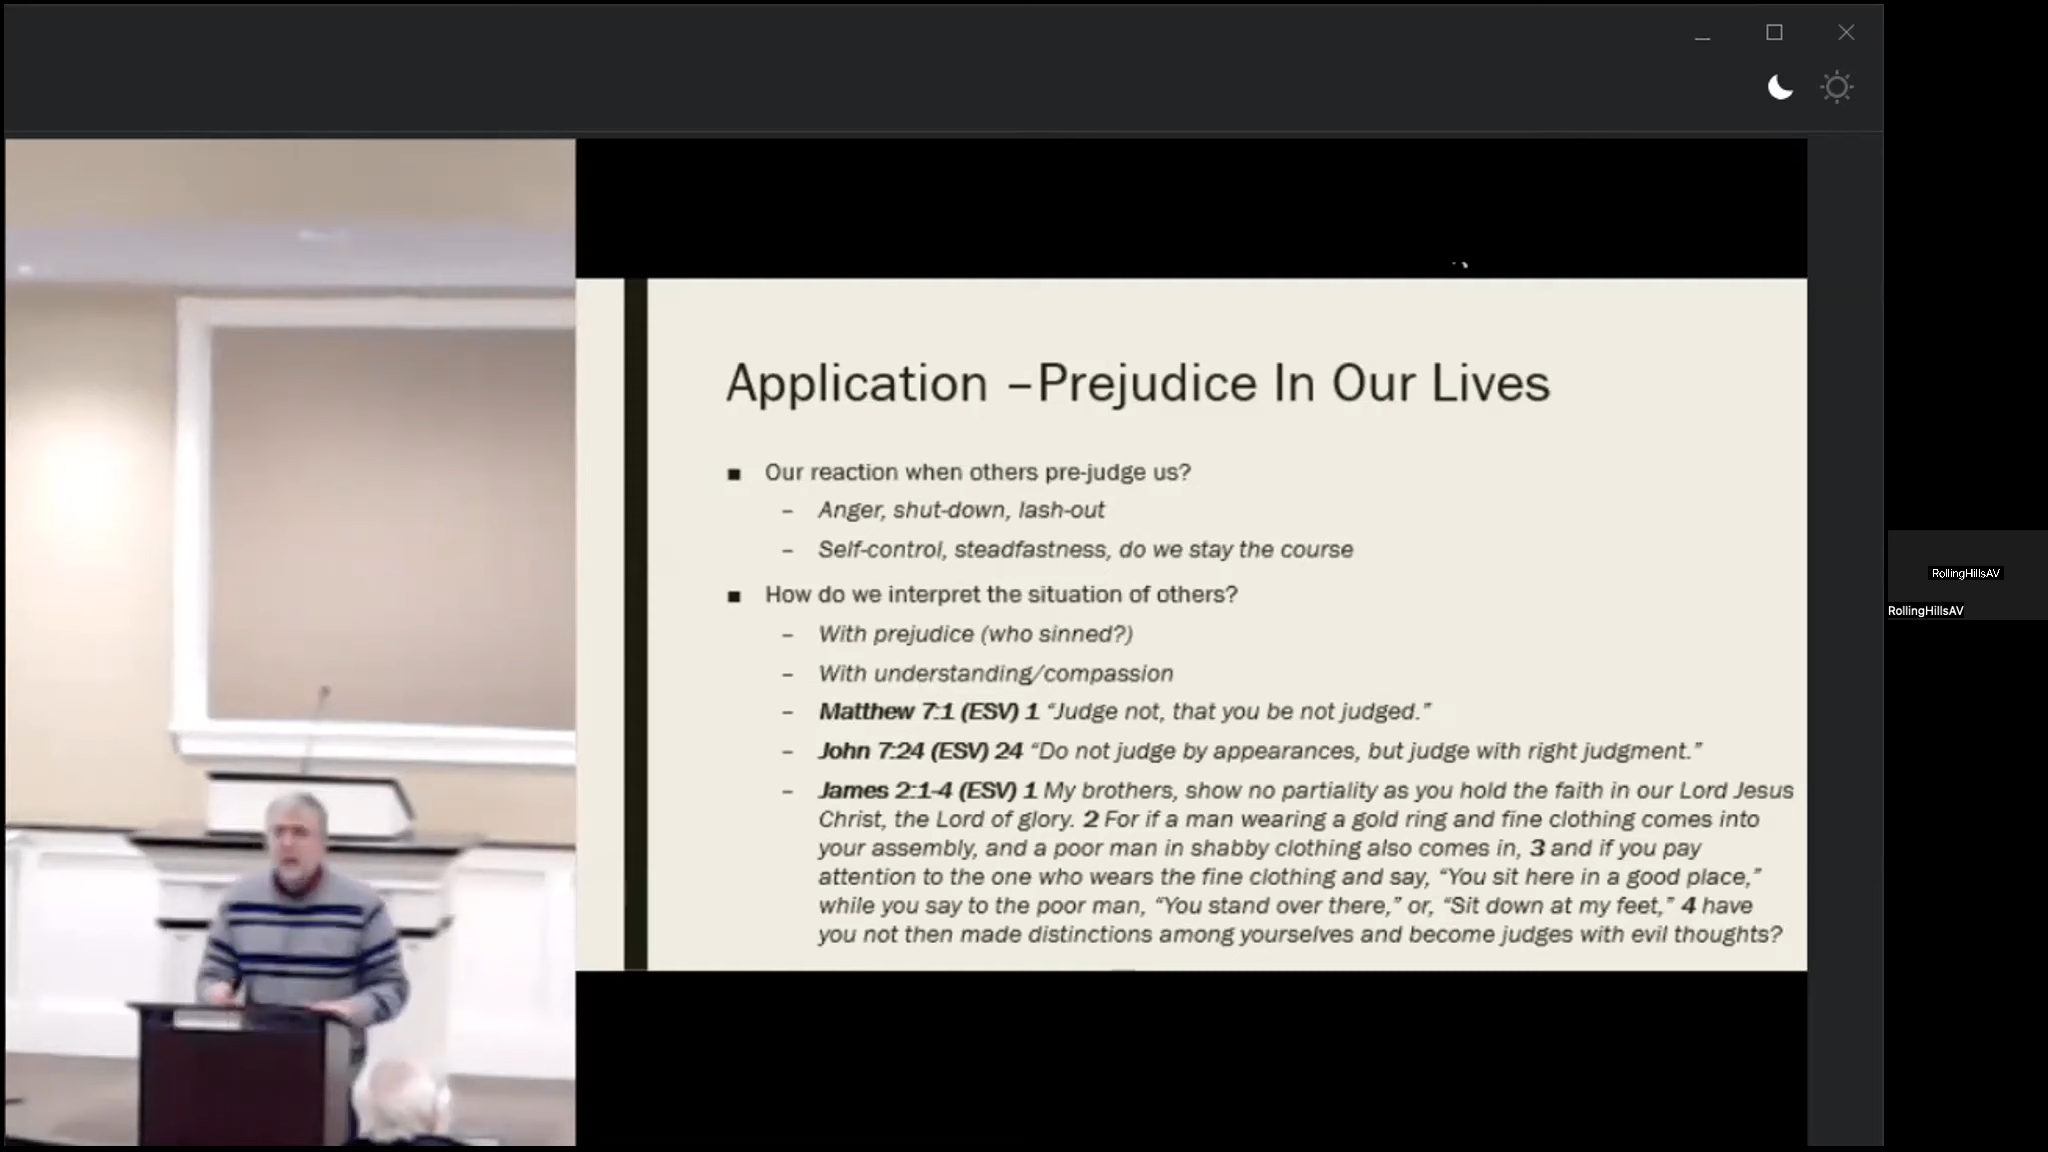 Application –Prejudice In Our Lives
■ Our reaction when others pre-judge us?
– Anger, shut-down, lash-out
– Self-control, steadfastness, do we stay the course
■ How do we interpret the situation of others?
– With prejudice (who sinned?)
– With understanding/compassion
– Matthew 7:1 (ESV) 1 “Judge not, that you be not judged.”
– John 7:24 (ESV) 24 “Do not judge by appearances, but judge with right judgment.”
– James 2:1-4 (ESV) 1 My brothers, show no partiality as you hold the faith in our Lord Jesus
Christ, the Lord of glory. 2 For if a man wearing a gold ring and fine clothing comes into
your assembly, and a poor man in shabby clothing also comes in, 3 and if you pay
attention to the one who wears the fine clothing and say, “You sit here in a good place,”
while you say to the poor man, “You stand over there,” or, “Sit down at my feet,” 4 have
you not then made distinctions among yourselves and become judges with evil thoughts?
RollingHillsAV
RollingHillsAV